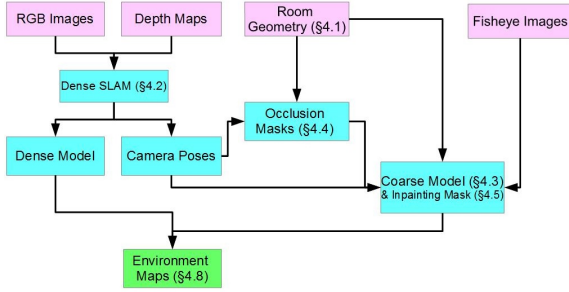 RGB Images
Depth Maps
Room
Geometry (§4.1)
Fisheye Images
Dense SLAM (§4.2)
Occlusion
Masks (§4.4)
Dense Model
Camera Poses
Coarse Model (§4.3)
& Inpainting Mask (§4.5)
Environment
Maps (§4.8)